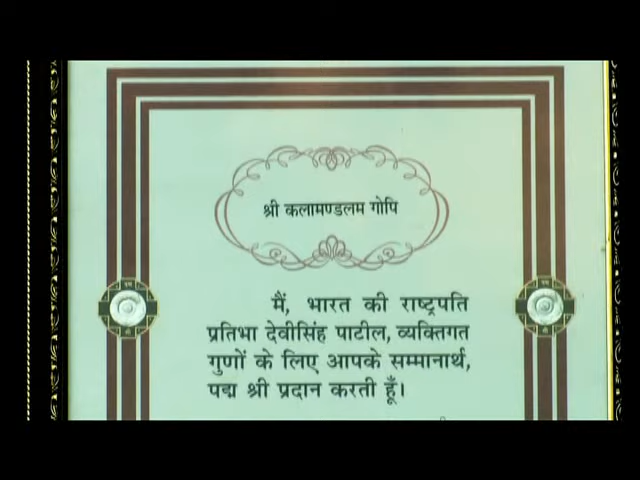 श्री कलामण्डलम गोपि
मैं, भारत की राष्ट्रपति
प्रतिभा देवीसिंह पाटील, व्यक्तिगत
गुणों के लिए आपके सम्मानार्थ,
पद्म श्री प्रदान करती हूँ।